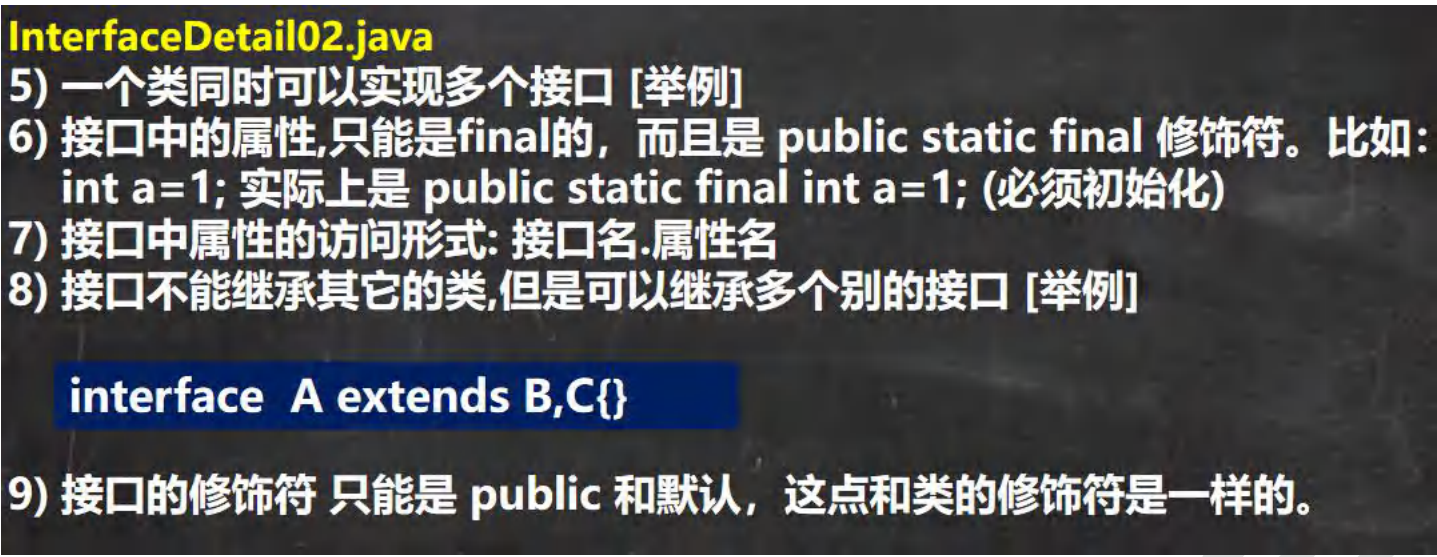 InterfaceDetail02.java
5) 一个类同时可以实现多个接口 [举例]
6) 接口中的属性,只能是final的，而且是 public static final 修饰符。比如：
int a=1; 实际上是 public static final int a=1; (必须初始化)
7) 接口中属性的访问形式: 接口名.属性名
8) 接口不能继承其它的类,但是可以继承多个别的接口 [举例]
interface A extends B,C{}
9) 接口的修饰符 只能是 public 和默认，这点和类的修饰符是一样的。